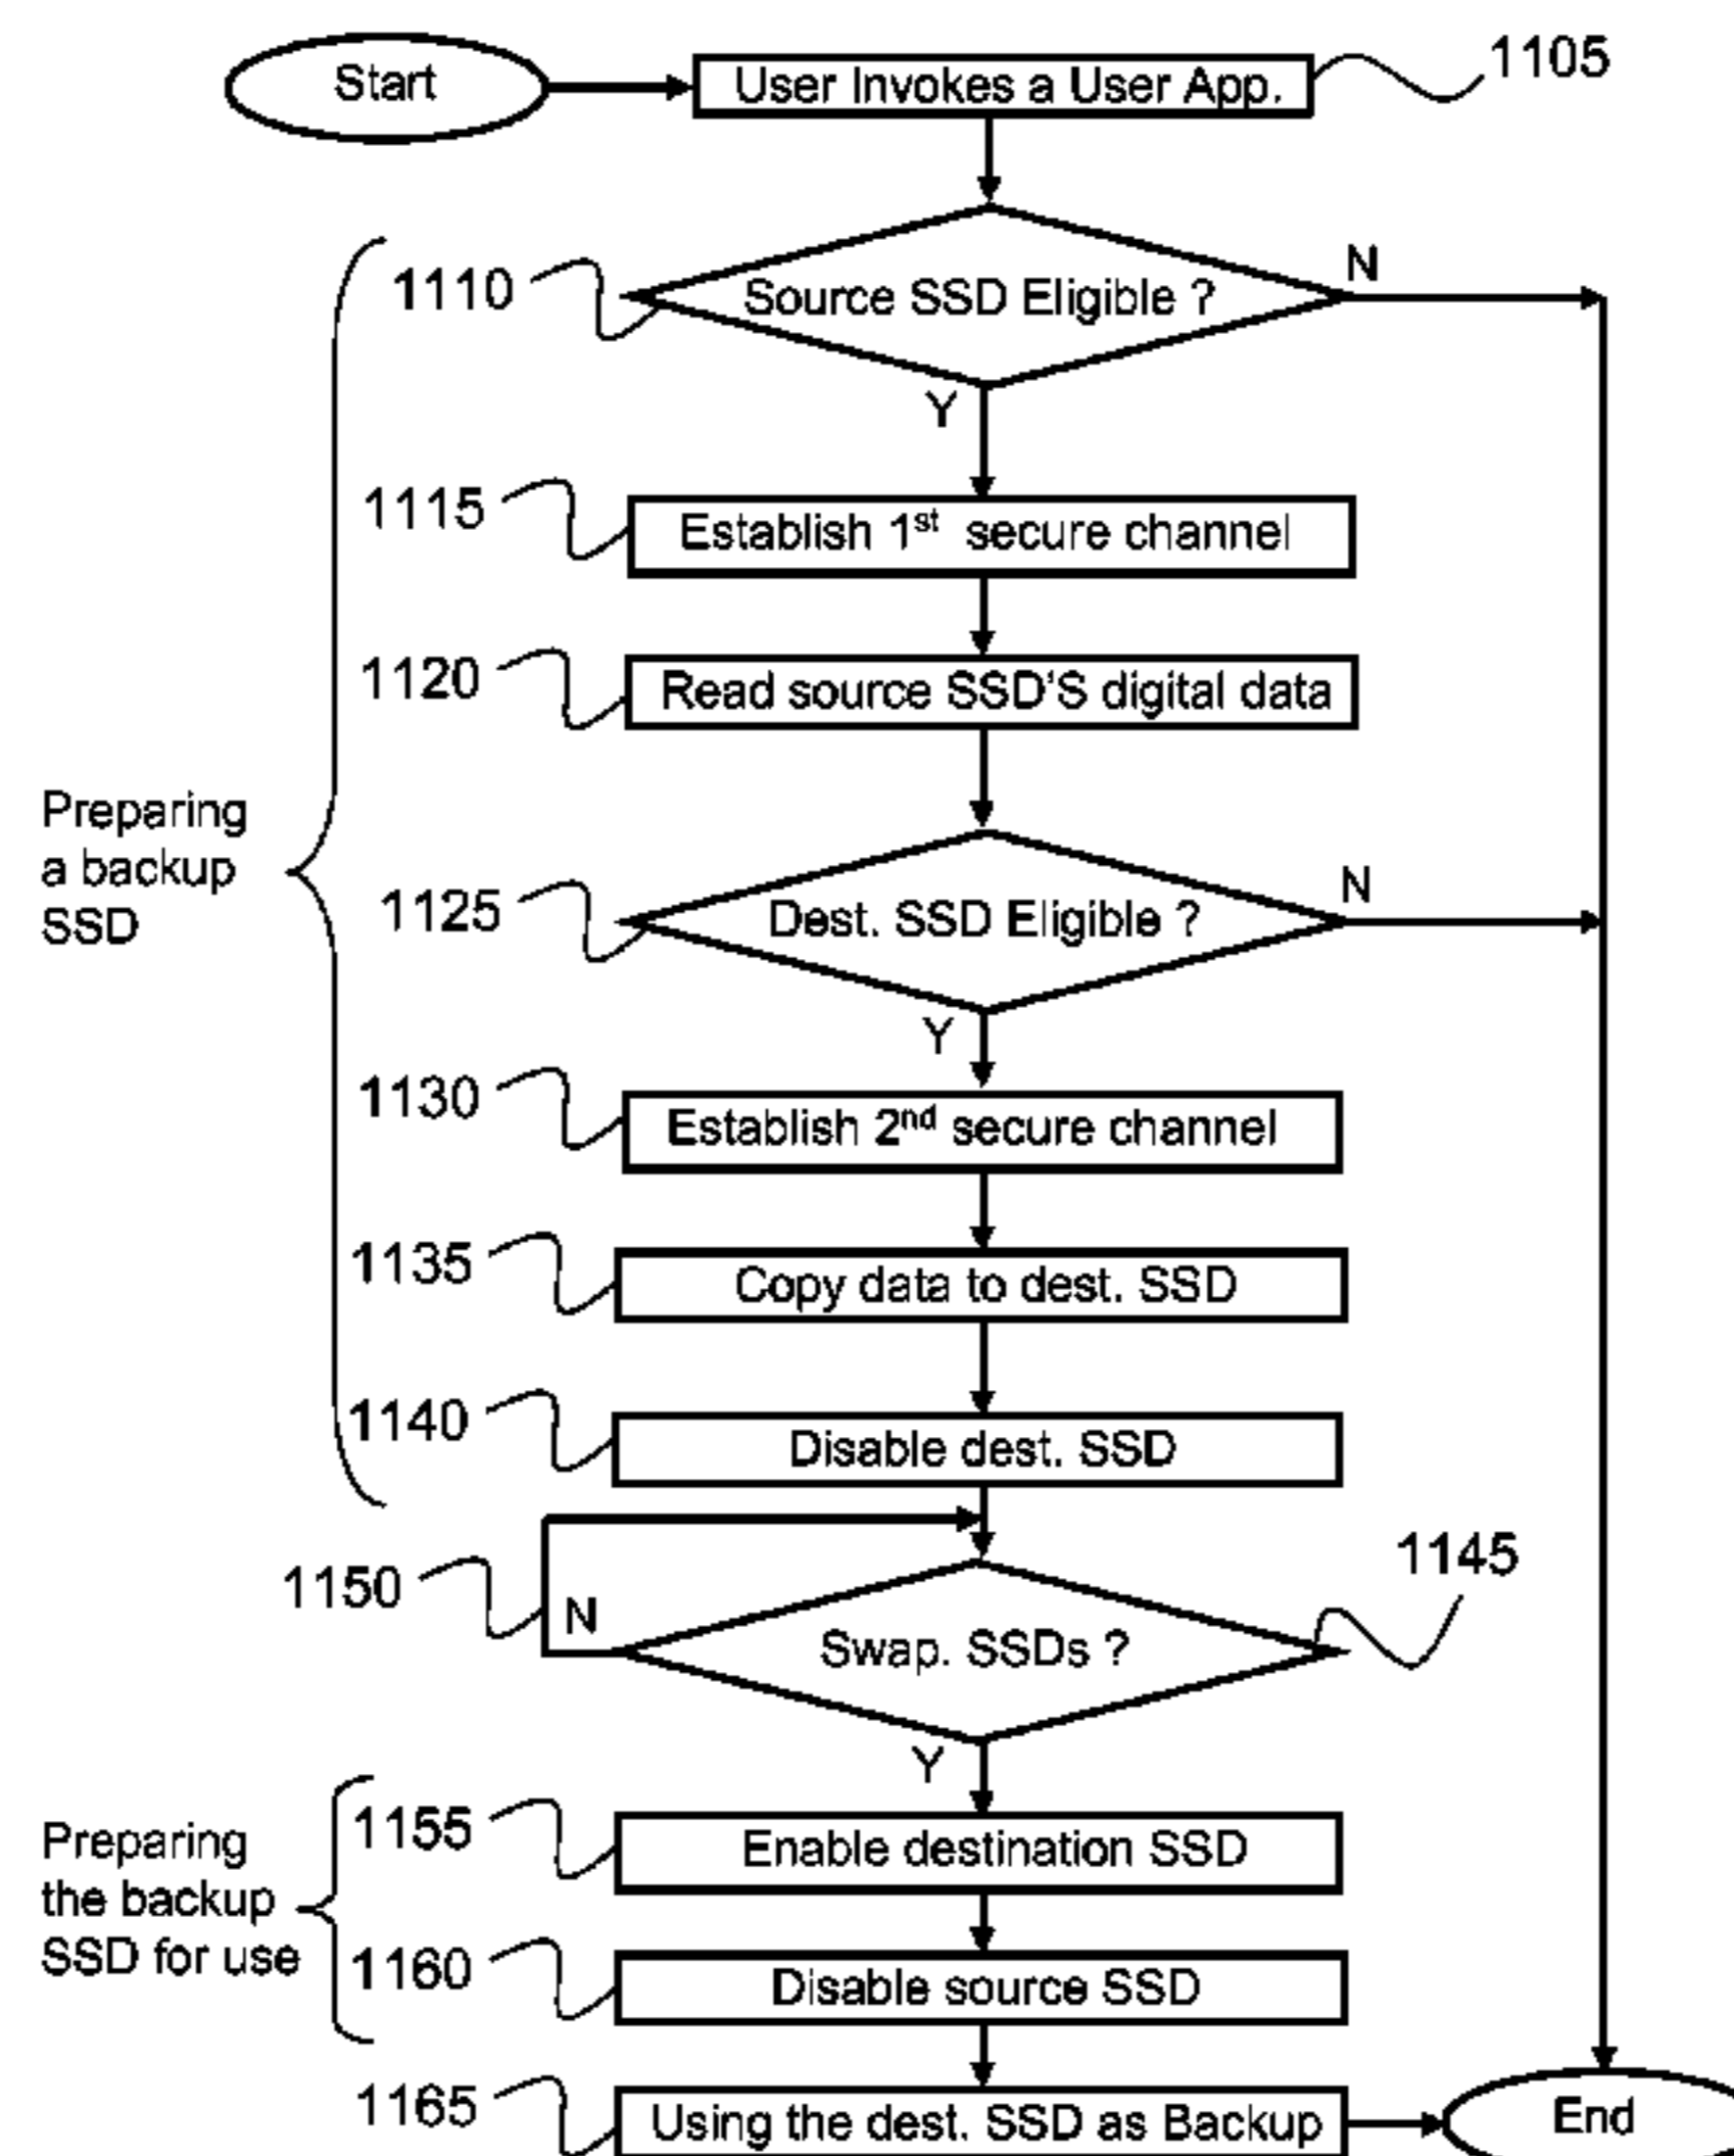 Start
User Invokes a User App.
1105
1110
Source SSD Eligible ?
N
Y
1115
Establish 1st secure channel
1120
Read source SSD'S digital data
Preparing
a backup
SSD
1125
Dest. SSD Eligible ?
N
Y
1130
Establish 2nd secure channel
1135
Copy data to dest. SSD
1140
Disable dest. SSD
1150
N
Swap. SSDs ?
1145
Y
Preparing
the backup
SSD for use
1155
Enable destination SSD
1160
Disable source SSD
1165
Using the dest. SSD as Backup
End